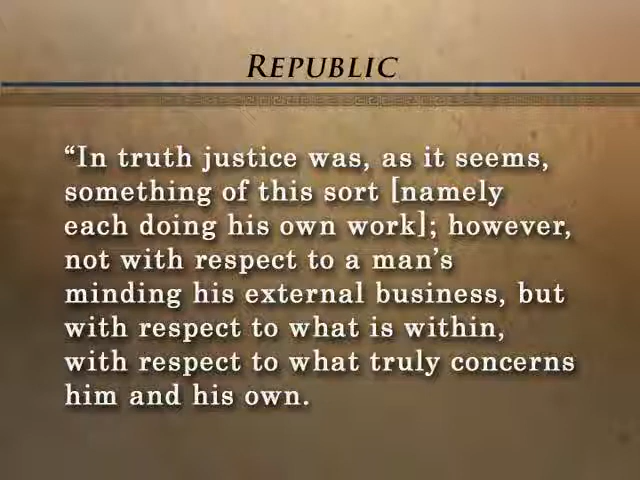 REPUBLIC
“In truth justice was, as it seems,
something of this sort [namely
each doing his own work]; however,
not with respect to a man’s
minding his external business, but
with respect to what is within,
with respect to what truly concerns
him and his own.